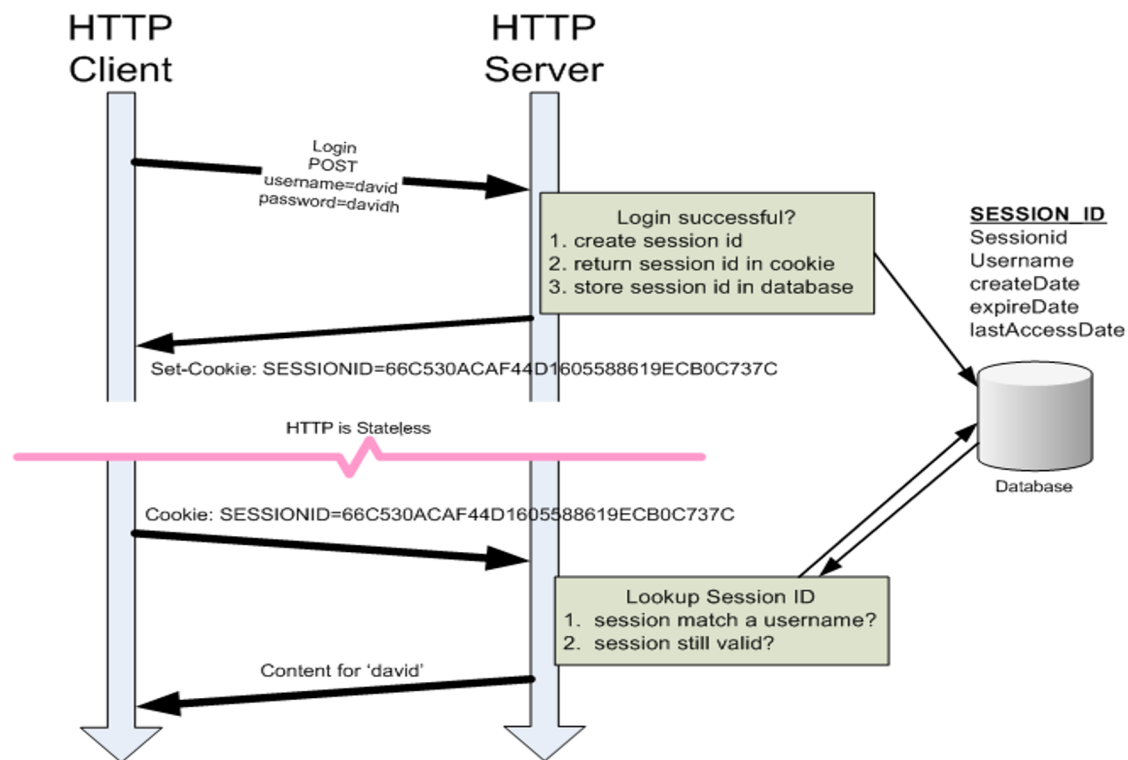 HTTP
Client
HTTP
Server
Login
POST
username=david
password=davidh
Login successful?
1. create session id
2. return session id in cookie
3. store session id in database
SESSION_ID
Sessionid
Username
createDate
expireDate
lastAccessDate
Set-Cookie: SESSIONID=66C530ACAF44D1605588619ECB0C737C
HTTP is Stateless
Database
Cookie: SESSIONID=66C530ACAF44D1605588619ECB0C737C
Lookup Session ID
1. session match a username?
2. session still valid?
Content for ‘david’